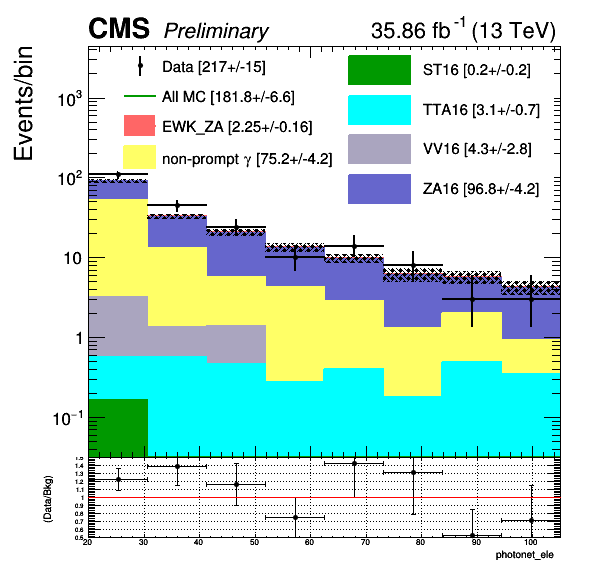 CMS Preliminary 35.86 fb⁻¹ (13 TeV)
Events/bin
Data [217+/-15]
All MC [181.8+/-6.6]
EWK_ZA [2.25+/-0.16]
non-prompt γ [75.2+/-4.2]
ST16 [0.2+/-0.2]
TTA16 [3.1+/-0.7]
VV16 [4.3+/-2.8]
ZA16 [96.8+/-4.2]
10³
10²
10
1
10⁻¹
(Data/Bkg)
1.5
1.4
1.3
1.2
1.1
1
0.9
0.8
0.7
0.6
0.5
20 30 40 50 60 70 80 90 100
photonet_ele